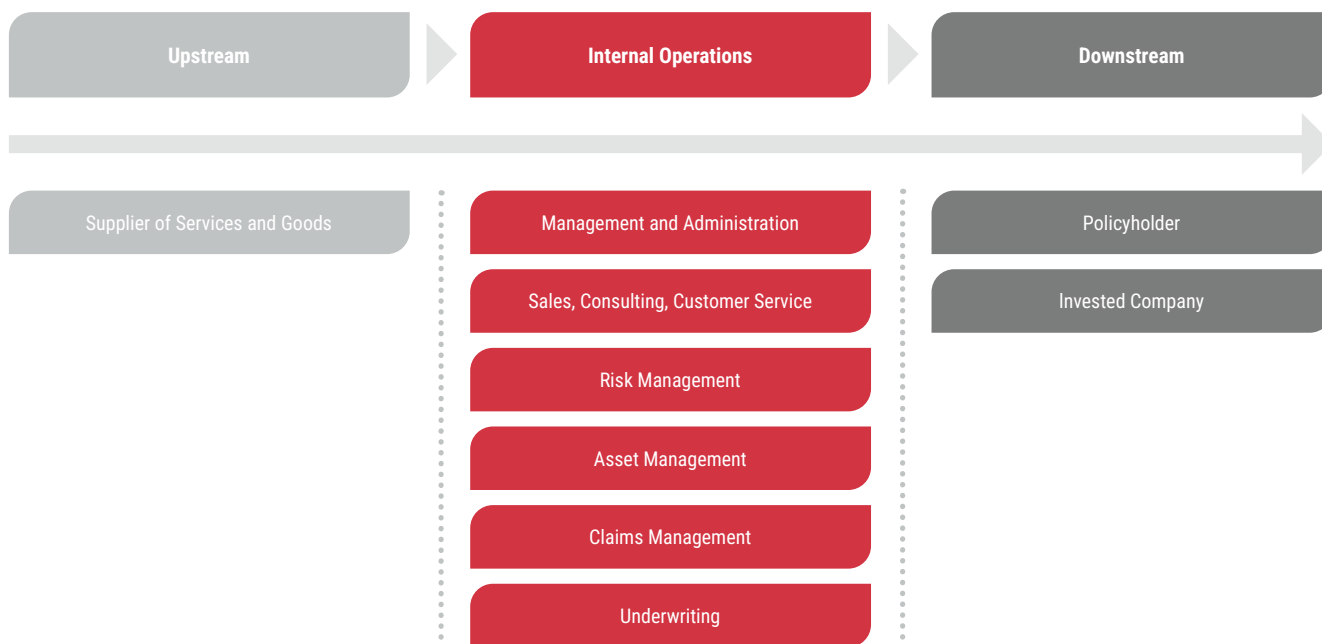 Upstream
Internal Operations
Downstream
Supplier of Services and Goods
Management and Administration
Policyholder
Sales, Consulting, Customer Service
Invested Company
Risk Management
Asset Management
Claims Management
Underwriting